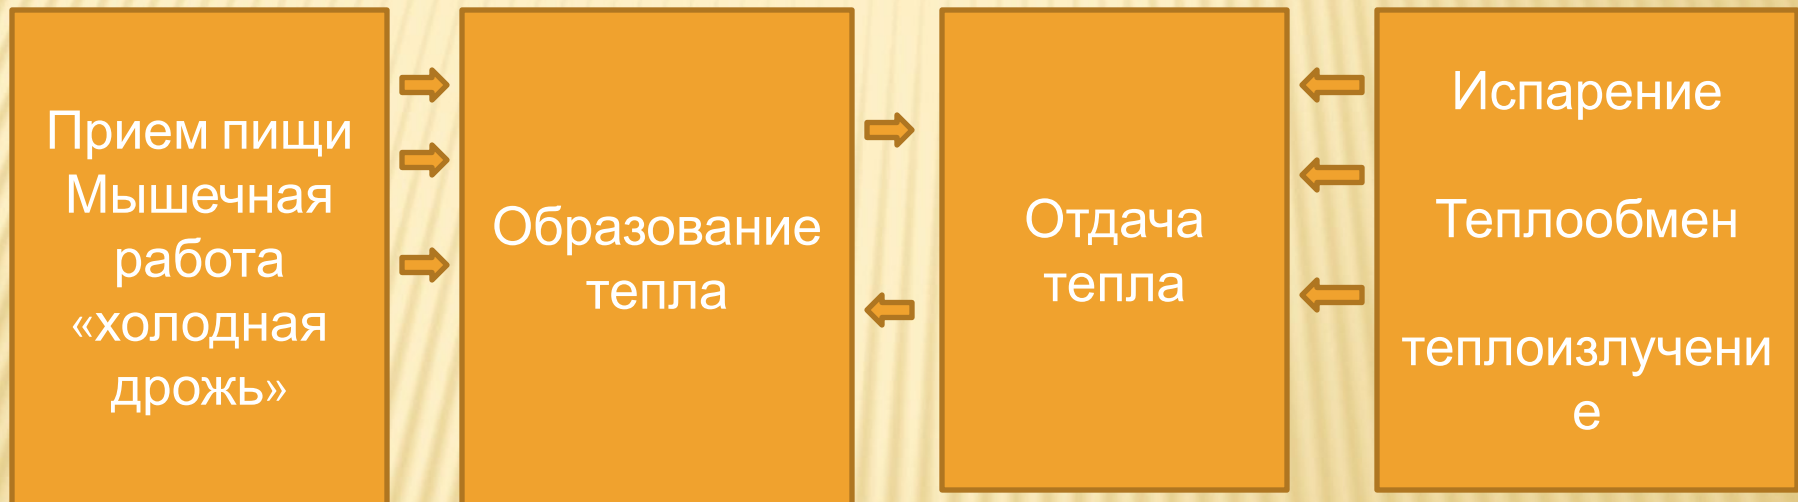 Прием пищи
Мышечная
работа
«холодная
дрожь»
Образование
тепла
Отдача
тепла
Испарение
Теплообмен
теплоизлучени
е